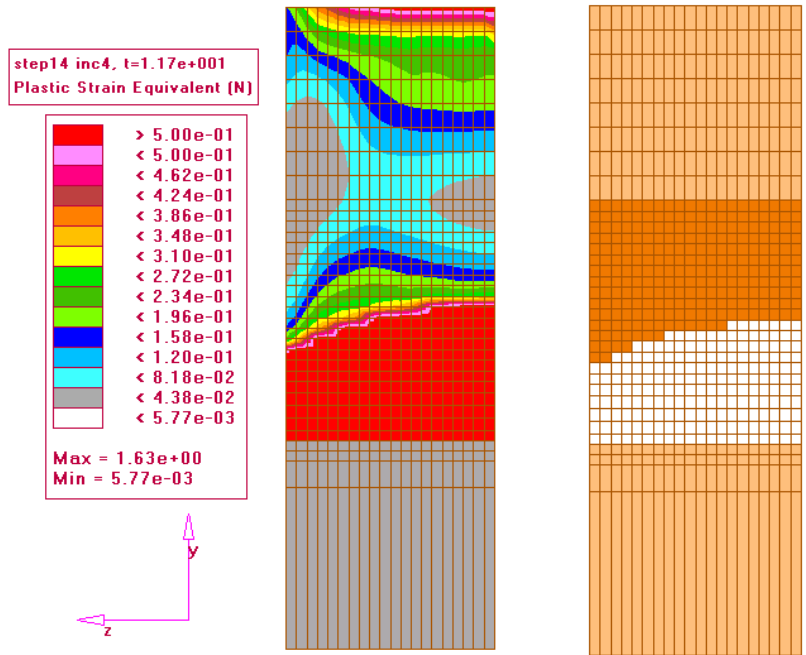 step14 inc4, t=1.17e+001
Plastic Strain Equivalent (N)
> 5.00e-01
< 5.00e-01
< 4.62e-01
< 4.24e-01
< 3.86e-01
< 3.48e-01
< 3.10e-01
< 2.72e-01
< 2.34e-01
< 1.96e-01
< 1.58e-01
< 1.20e-01
< 8.18e-02
< 4.38e-02
< 5.77e-03
Max = 1.63e+00
Min = 5.77e-03
y
z